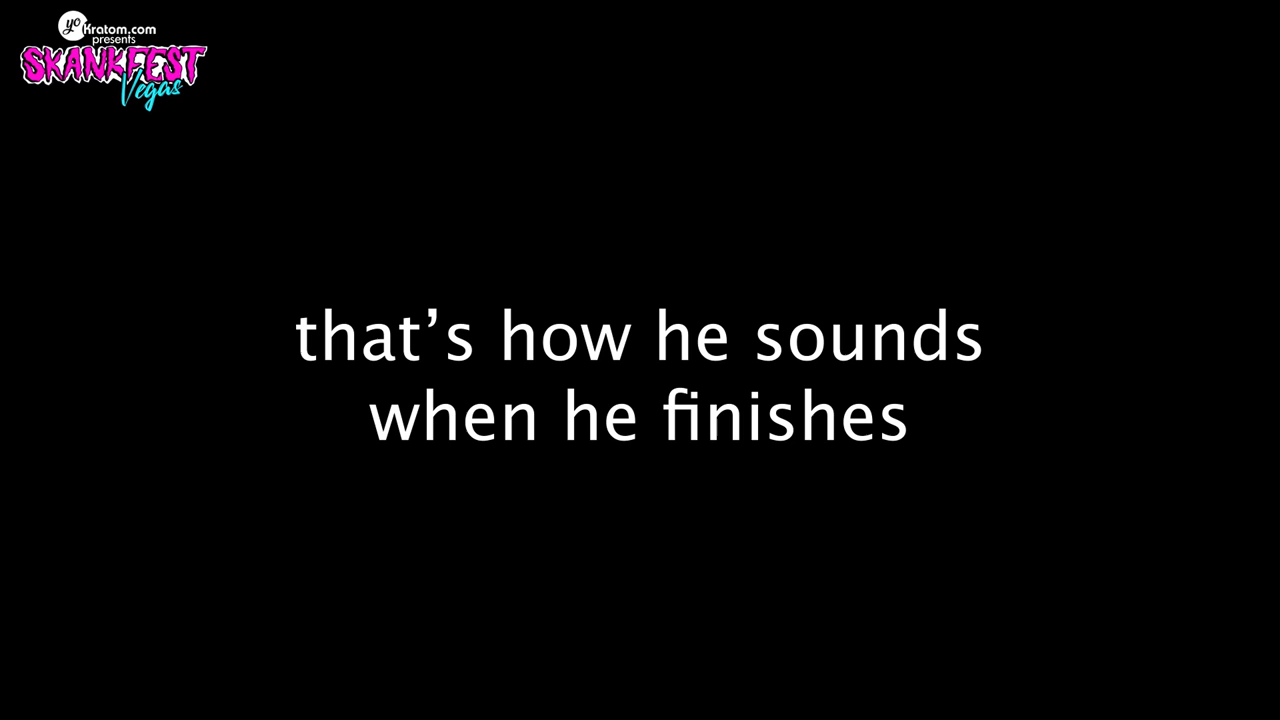 yo
Kratom.com
presents
SKANKFEST
Vegas
that’s how he sounds
when he finishes